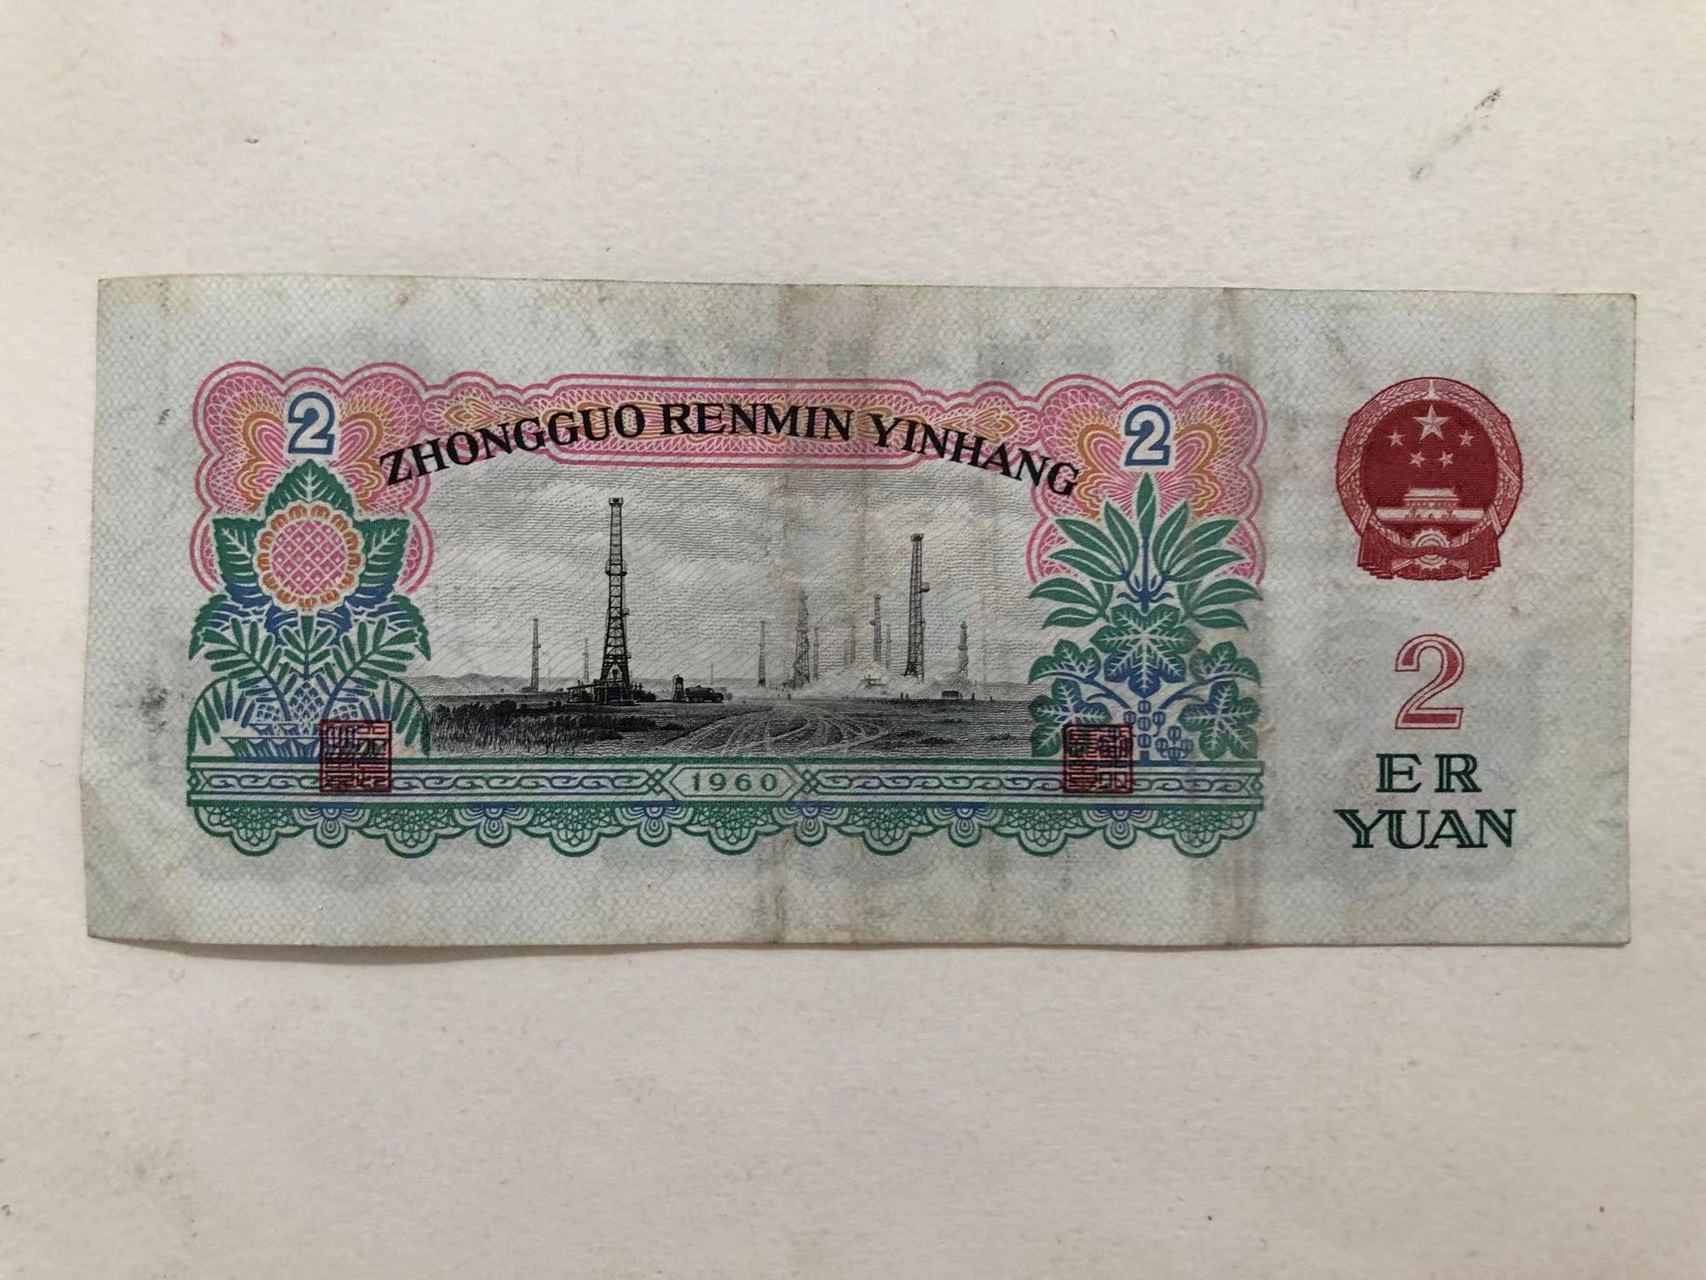 2
2
ZHONGGUO RENMIN YINHANG
1960
2
ER
YUAN